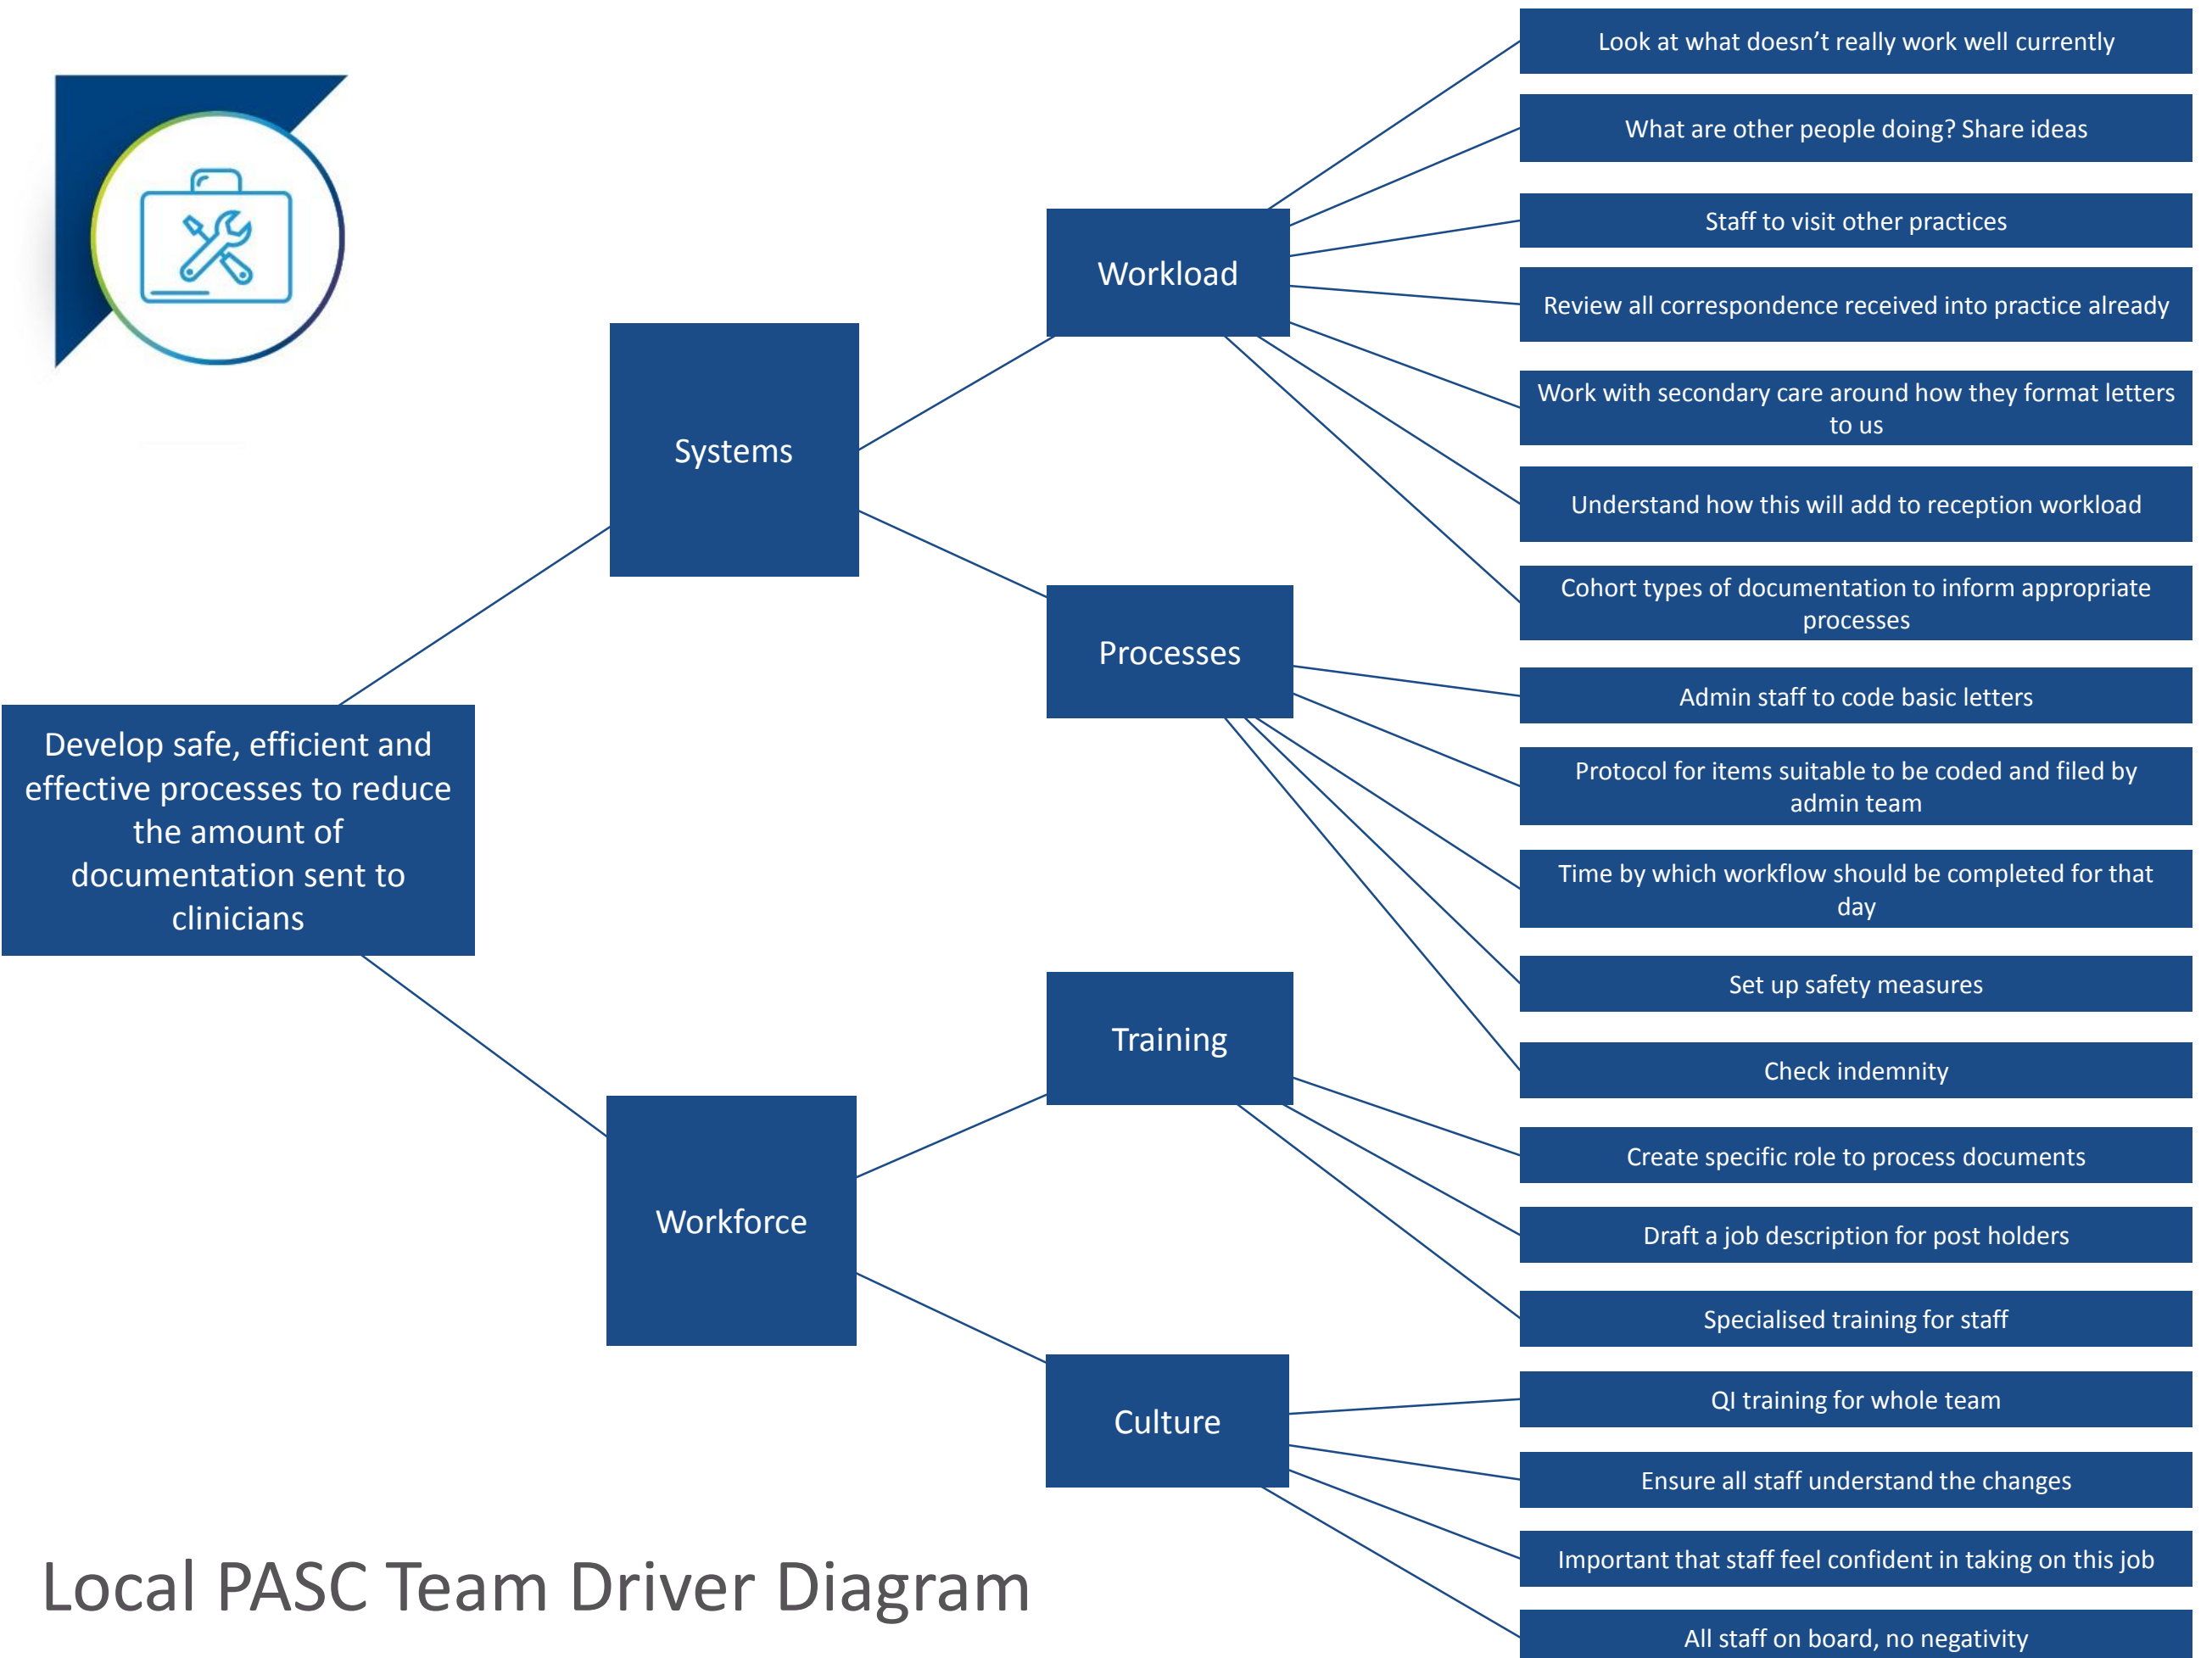 Look at what doesn’t really work well currently
What are other people doing? Share ideas
Staff to visit other practices
Review all correspondence received into practice already
Work with secondary care around how they format letters
to us
Understand how this will add to reception workload
Cohort types of documentation to inform appropriate
processes
Workload
Systems
Processes
Admin staff to code basic letters
Protocol for items suitable to be coded and filed by
admin team
Time by which workflow should be completed for that
day
Set up safety measures
Check indemnity
Develop safe, efficient and
effective processes to reduce
the amount of
documentation sent to
clinicians
Training
Workforce
Create specific role to process documents
Draft a job description for post holders
Specialised training for staff
Culture
QI training for whole team
Ensure all staff understand the changes
Important that staff feel confident in taking on this job
All staff on board, no negativity
Local PASC Team Driver Diagram